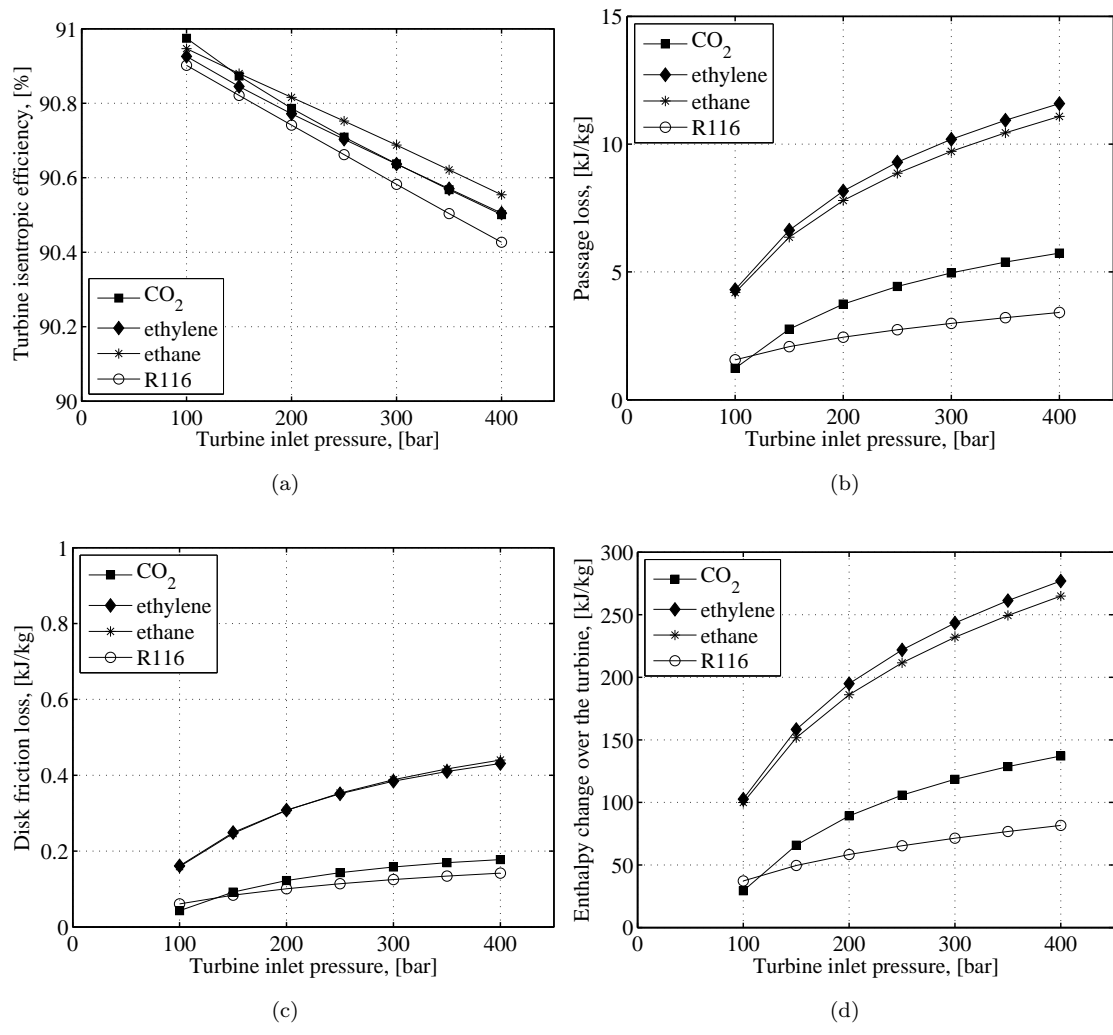 91
90.8
90.6
90.4
90.2
90
0
100
200
300
400
Turbine isentropic efficiency, [%]
Turbine inlet pressure, [bar]
CO2
ethylene
ethane
R116
(a)
15
10
5
0
0
100
200
300
400
Passage loss, [kJ/kg]
Turbine inlet pressure, [bar]
CO2
ethylene
ethane
R116
(b)
1
0.8
0.6
0.4
0.2
0
0
100
200
300
400
Disk friction loss, [kJ/kg]
Turbine inlet pressure, [bar]
CO2
ethylene
ethane
R116
(c)
300
250
200
150
100
50
0
0
100
200
300
400
Enthalpy change over the turbine, [kJ/kg]
Turbine inlet pressure, [bar]
CO2
ethylene
ethane
R116
(d)